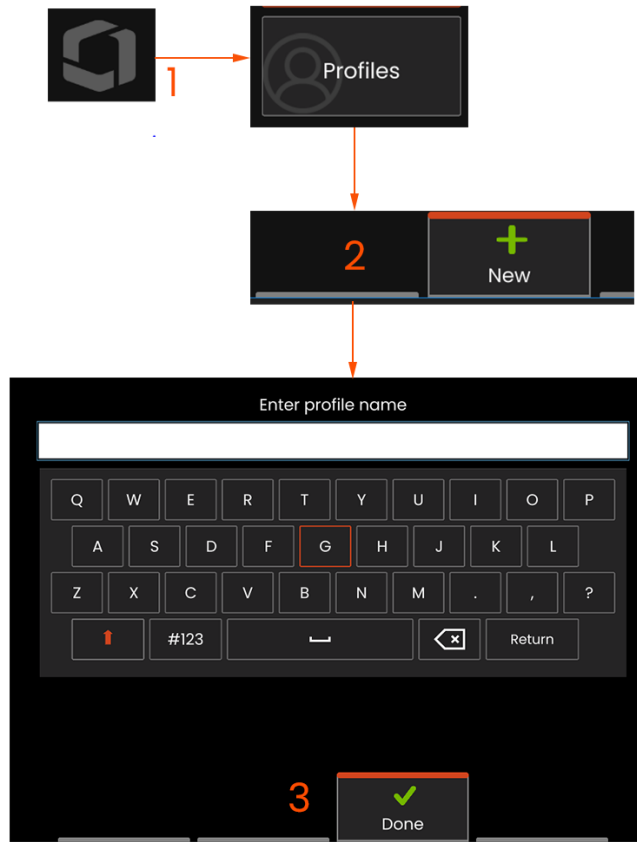 1
Profiles
2
New
Enter profile name
Q W E R T Y U I O P
A S D F G H J K L
Z X C V B N M . , ?
#123 Return
3
Done